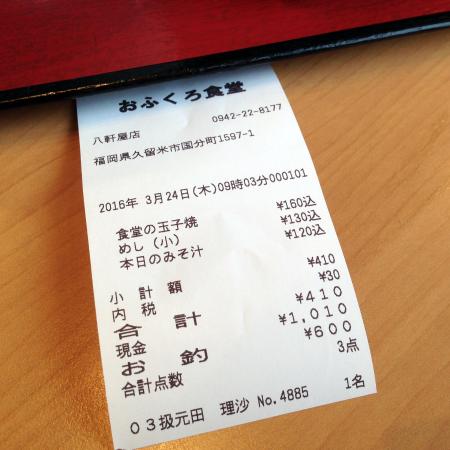 おふくろ食堂
八軒屋店 0942-22-8177
福岡県久留米市国分町1597-1
2016年 3月24日(木)09時03分000101
食堂の玉子焼 ¥160込
めし(小) ¥130込
本日のみそ汁 ¥120込
小計額 ¥410
内税 ¥30
合計 ¥410
現金 ¥1,010
お釣 ¥600
合計点数 3点
03扱元田 理沙 No.4885 1名